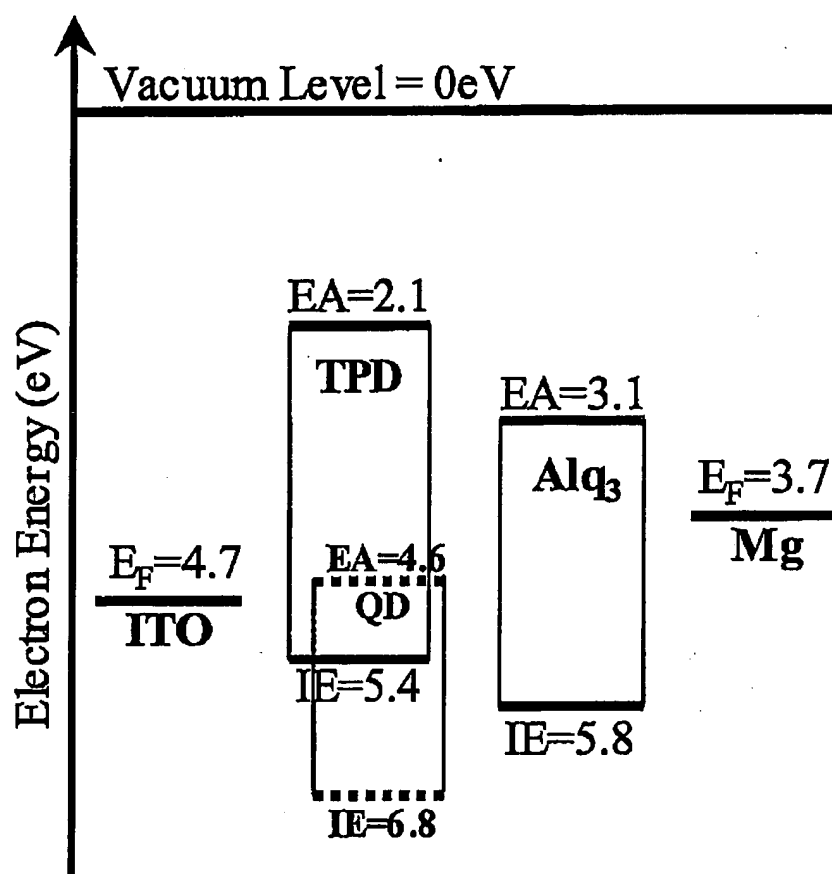 Vacuum Level = 0eV
Electron Energy (eV)
EA=2.1
TPD
EA=3.1
Alq3
EF=3.7
Mg
EA=4.6
QD
EF=4.7
ITO
IE=5.4
IE=5.8
IE=6.8